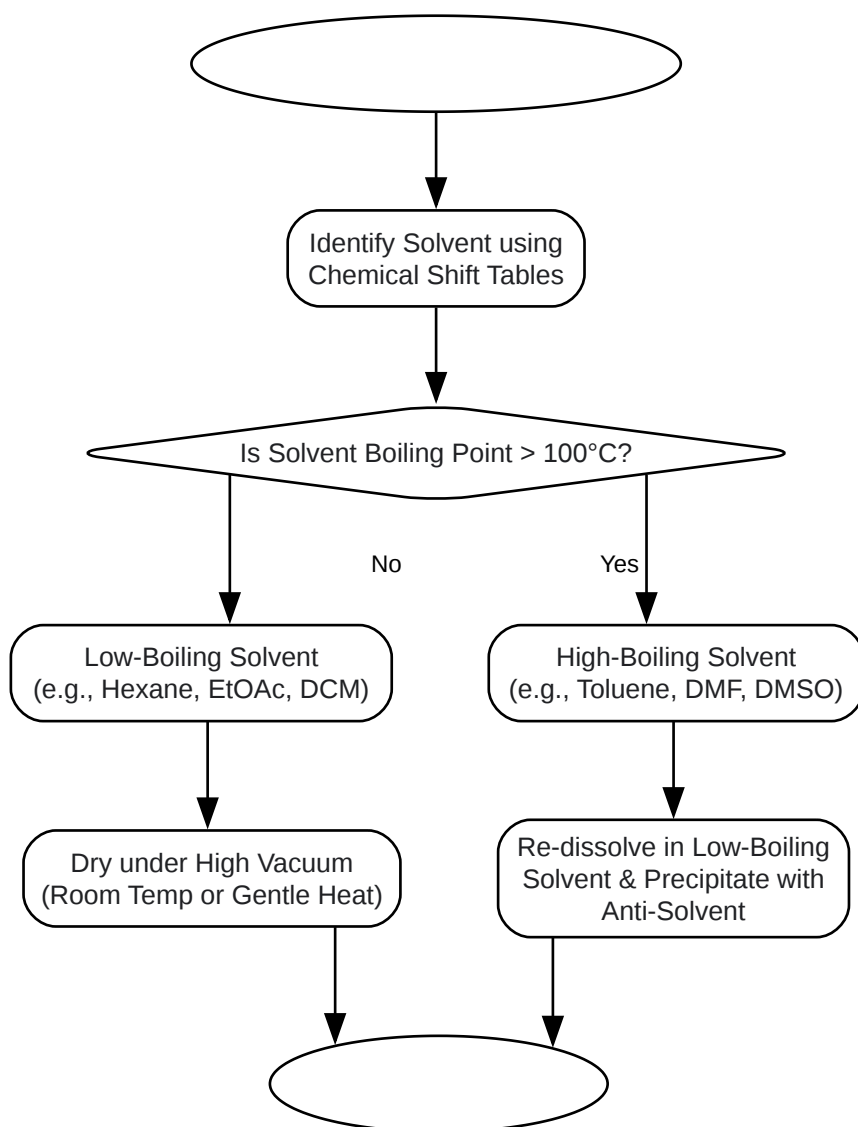 Identify Solvent using
Chemical Shift Tables
Is Solvent Boiling Point > 100°C?
No
Yes
Low-Boiling Solvent
(e.g., Hexane, EtOAc, DCM)
High-Boiling Solvent
(e.g., Toluene, DMF, DMSO)
Dry under High Vacuum
(Room Temp or Gentle Heat)
Re-dissolve in Low-Boiling
Solvent & Precipitate with
Anti-Solvent